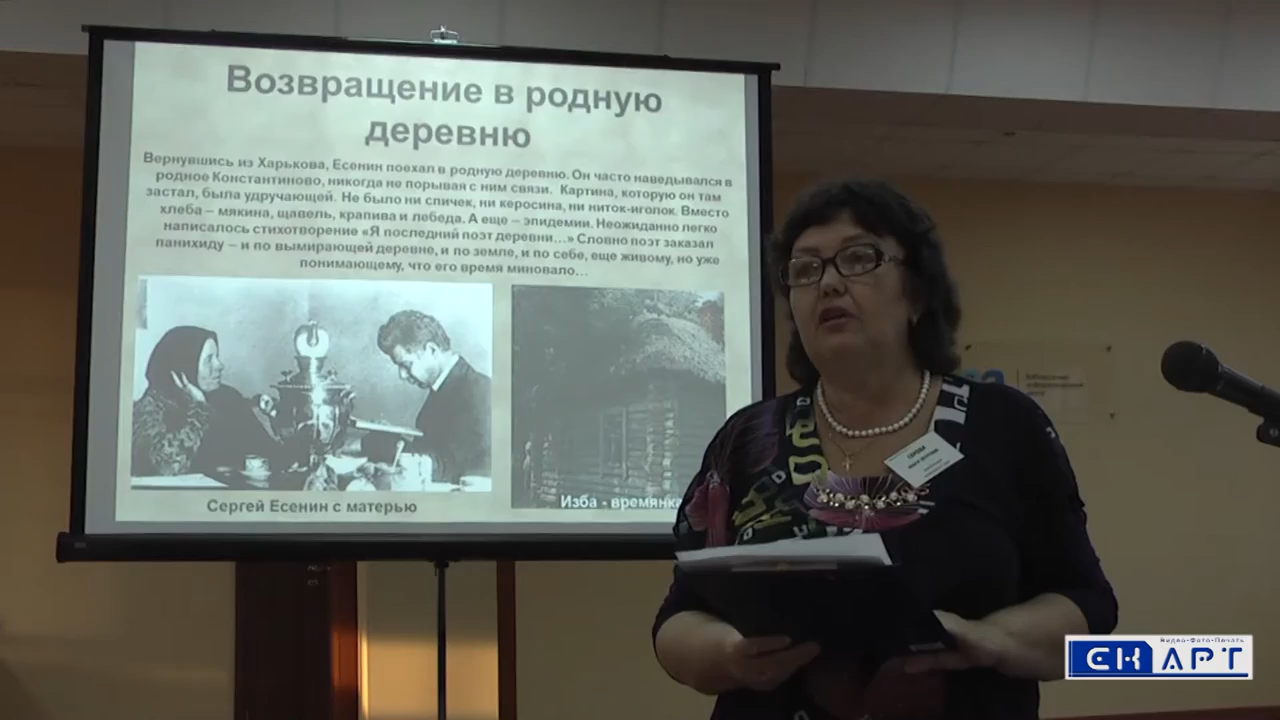 Возвращение в родную
деревню
Вернувшись из Харькова, Есенин поехал в родную деревню. Он часто наведывался в
родное Константиново, никогда не порывая с ним связи. Картина, которую он там
застал, была удручающей. Не было ни спичек, ни керосина, ни ниток-иголок. Вместо
хлеба – мякина, щавель, крапива и лебеда. А еще – эпидемии. Неожиданно легко
написалось стихотворение «Я последний поэт деревни…» Словно поэт заказал
панихиду – и по вымирающей деревне, и по земле, и по себе, еще живому, но уже
понимающему, что его время миновало…
Сергей Есенин с матерью
Изба - времянка
Видео-Фото-Печать
СК АРТ